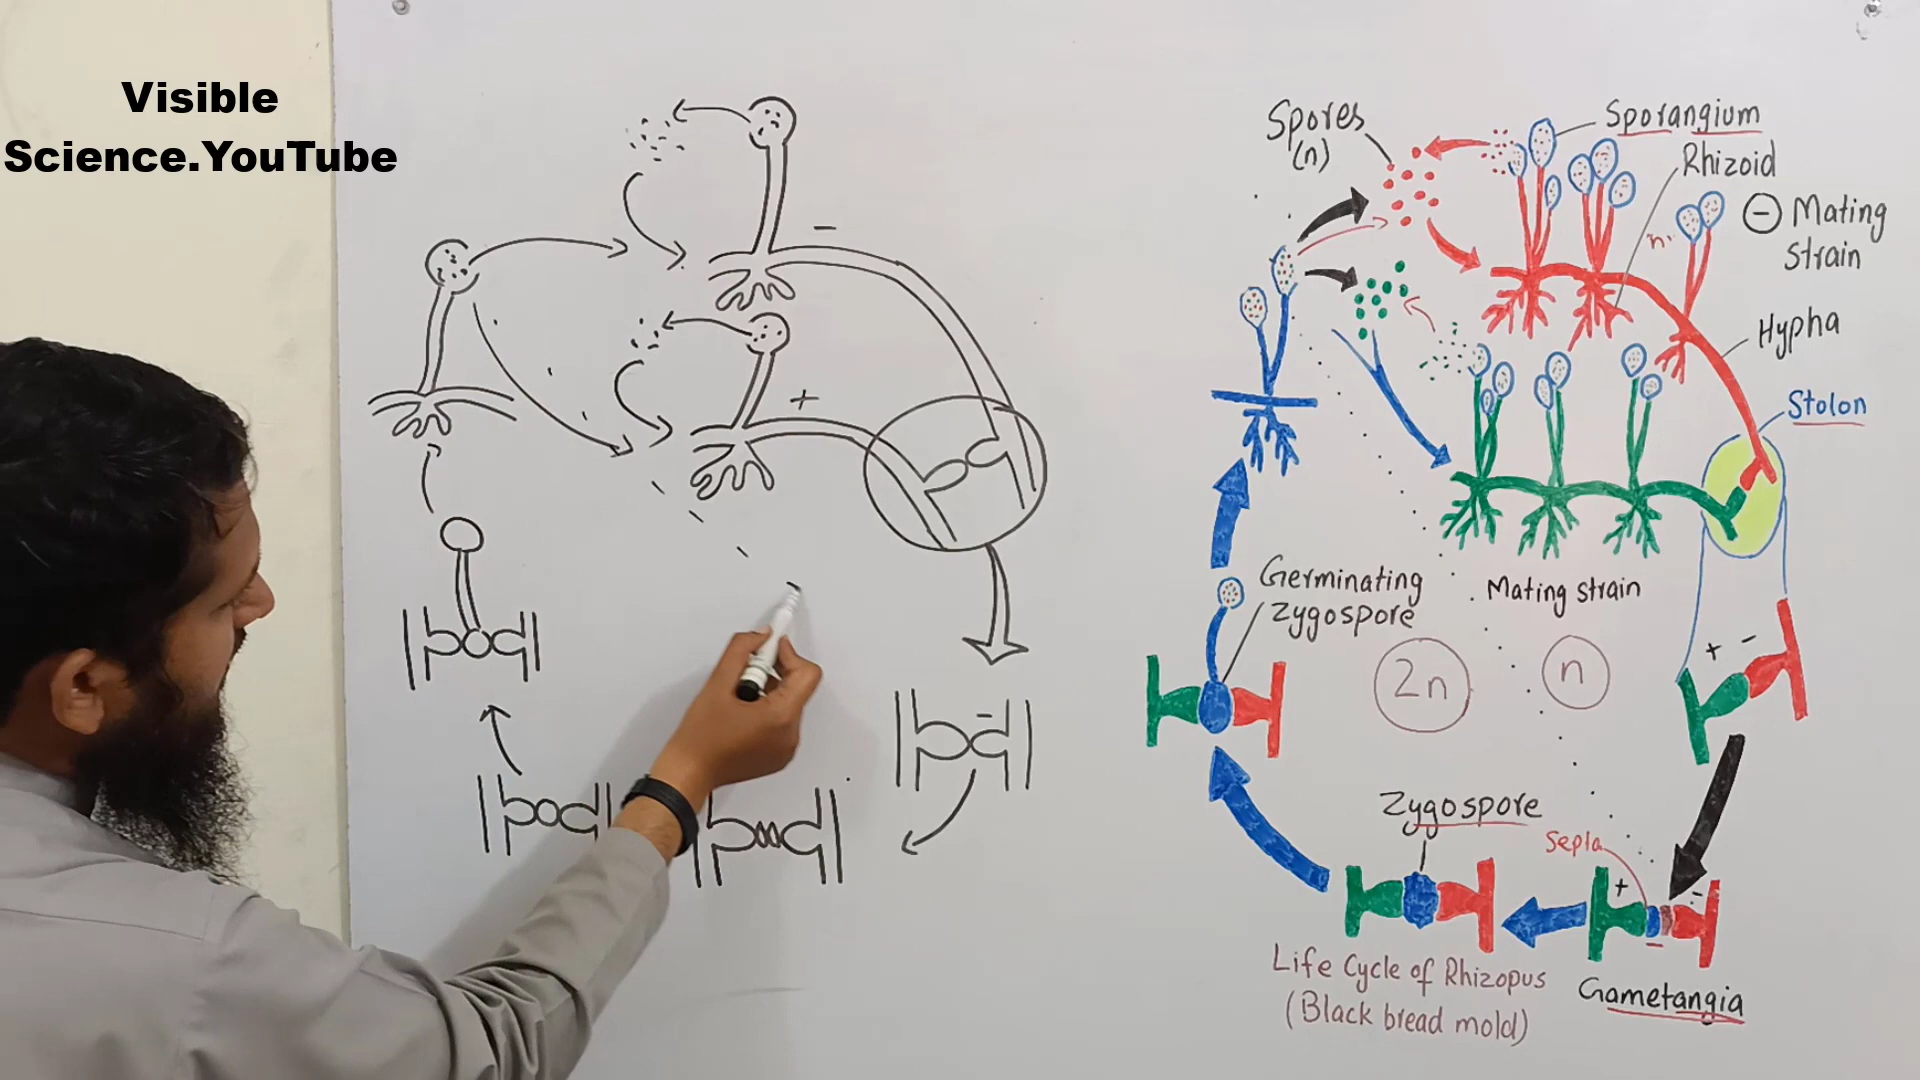 Visible
Science.YouTube
−
+
−
Spores
(n)
Sporangium
Rhizoid
− Mating
strain
n
Hypha
Stolon
Germinating
zygospore
Mating strain
2n
n
+ −
Zygospore
Septa
+ −
Gametangia
Life Cycle of Rhizopus
(Black bread mold)